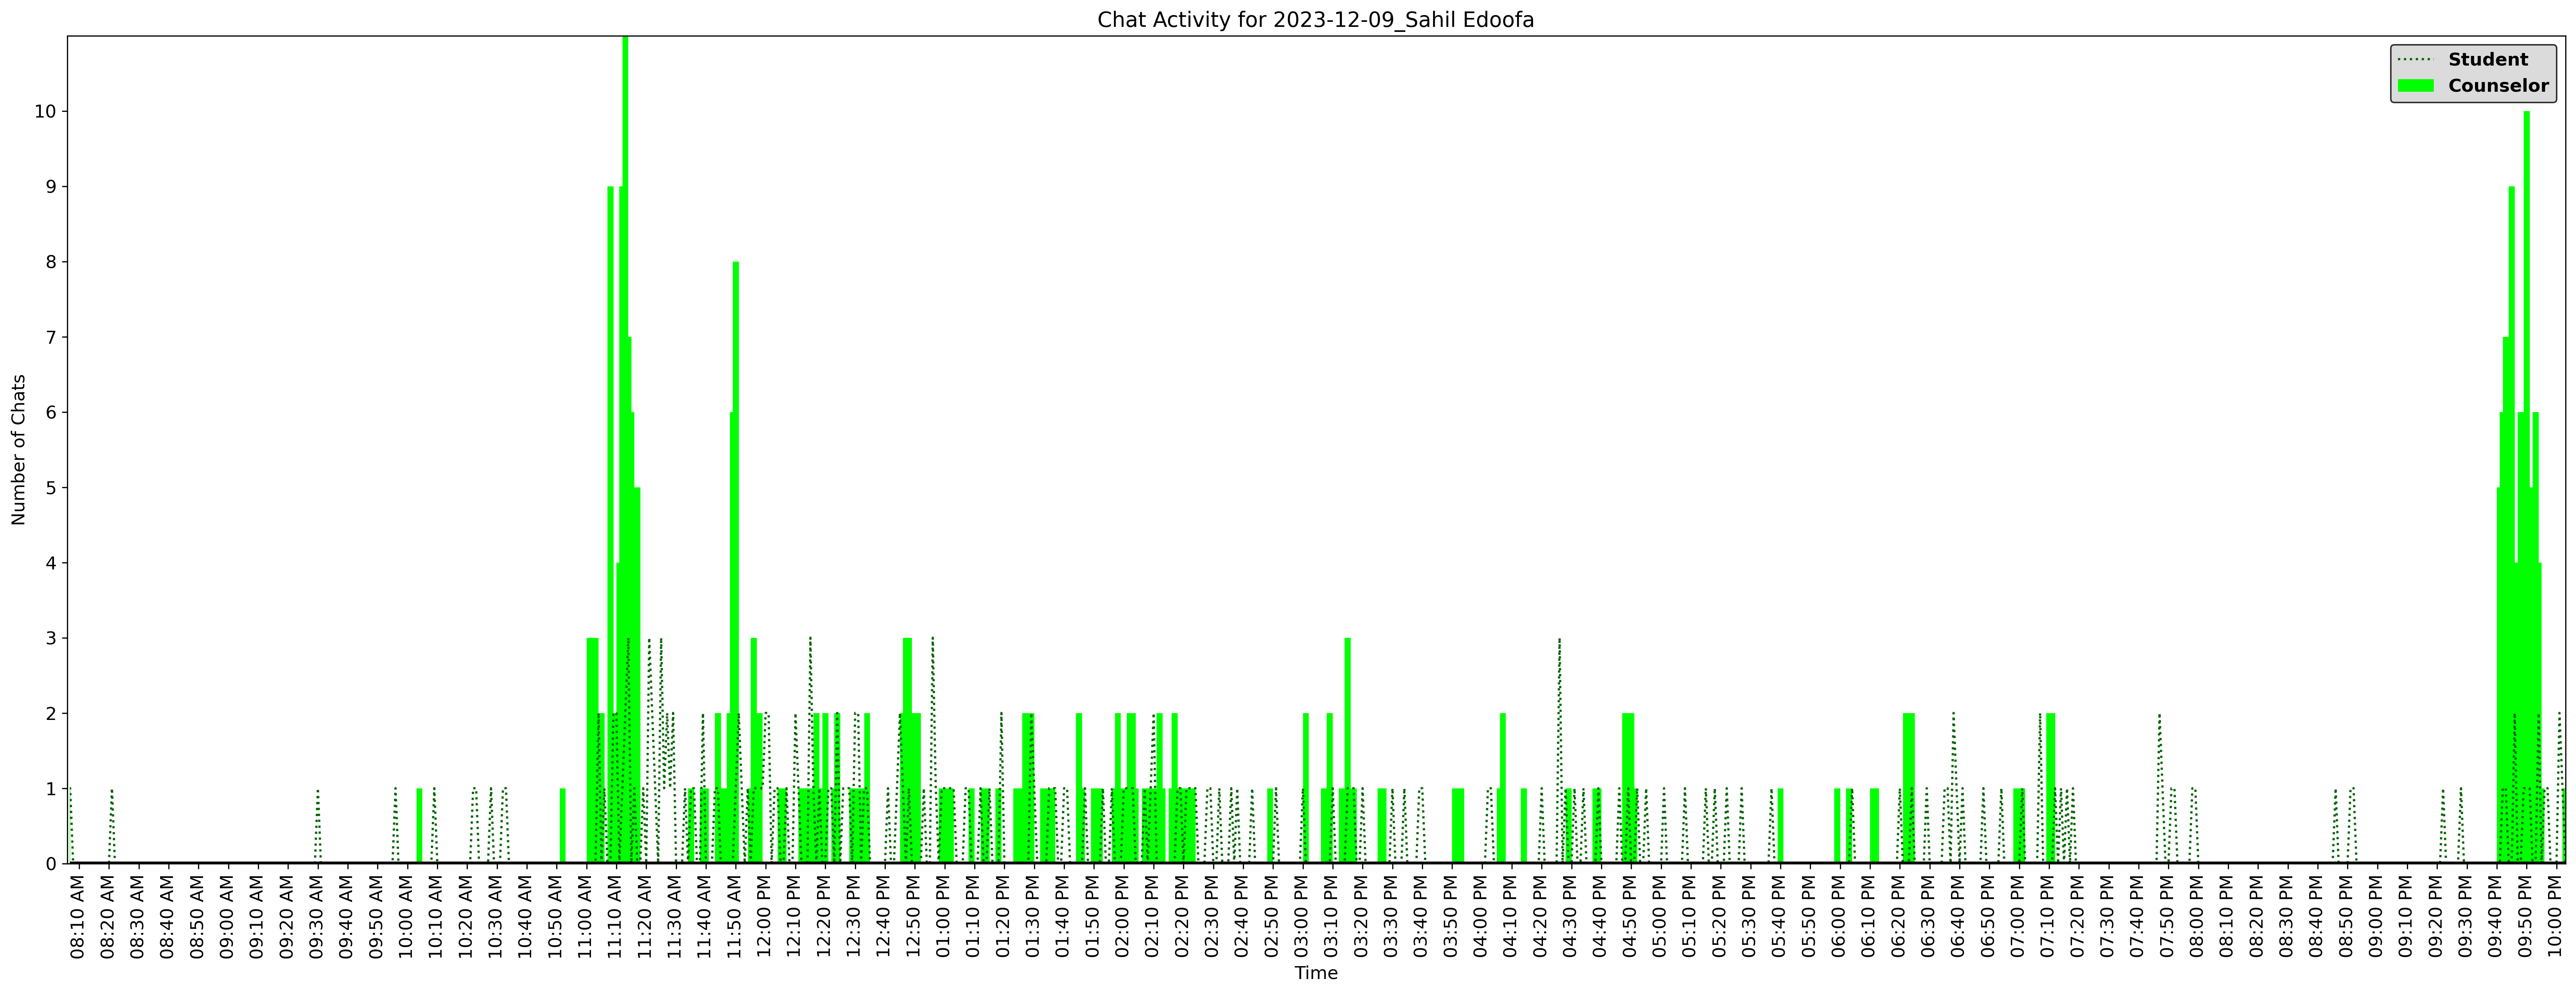 Chat Activity for 2023-12-09_Sahil Edoofa
Student
Counselor
Number of Chats
10
9
8
7
6
5
4
3
2
1
0
08:10 AM
08:20 AM
08:30 AM
08:40 AM
08:50 AM
09:00 AM
09:10 AM
09:20 AM
09:30 AM
09:40 AM
09:50 AM
10:00 AM
10:10 AM
10:20 AM
10:30 AM
10:40 AM
10:50 AM
11:00 AM
11:10 AM
11:20 AM
11:30 AM
11:40 AM
11:50 AM
12:00 PM
12:10 PM
12:20 PM
12:30 PM
12:40 PM
12:50 PM
01:00 PM
01:10 PM
01:20 PM
01:30 PM
01:40 PM
01:50 PM
02:00 PM
02:10 PM
02:20 PM
02:30 PM
02:40 PM
02:50 PM
03:00 PM
03:10 PM
03:20 PM
03:30 PM
03:40 PM
03:50 PM
04:00 PM
04:10 PM
04:20 PM
04:30 PM
04:40 PM
04:50 PM
05:00 PM
05:10 PM
05:20 PM
05:30 PM
05:40 PM
05:50 PM
06:00 PM
06:10 PM
06:20 PM
06:30 PM
06:40 PM
06:50 PM
07:00 PM
07:10 PM
07:20 PM
07:30 PM
07:40 PM
07:50 PM
08:00 PM
08:10 PM
08:20 PM
08:30 PM
08:40 PM
08:50 PM
09:00 PM
09:10 PM
09:20 PM
09:30 PM
09:40 PM
09:50 PM
10:00 PM
Time